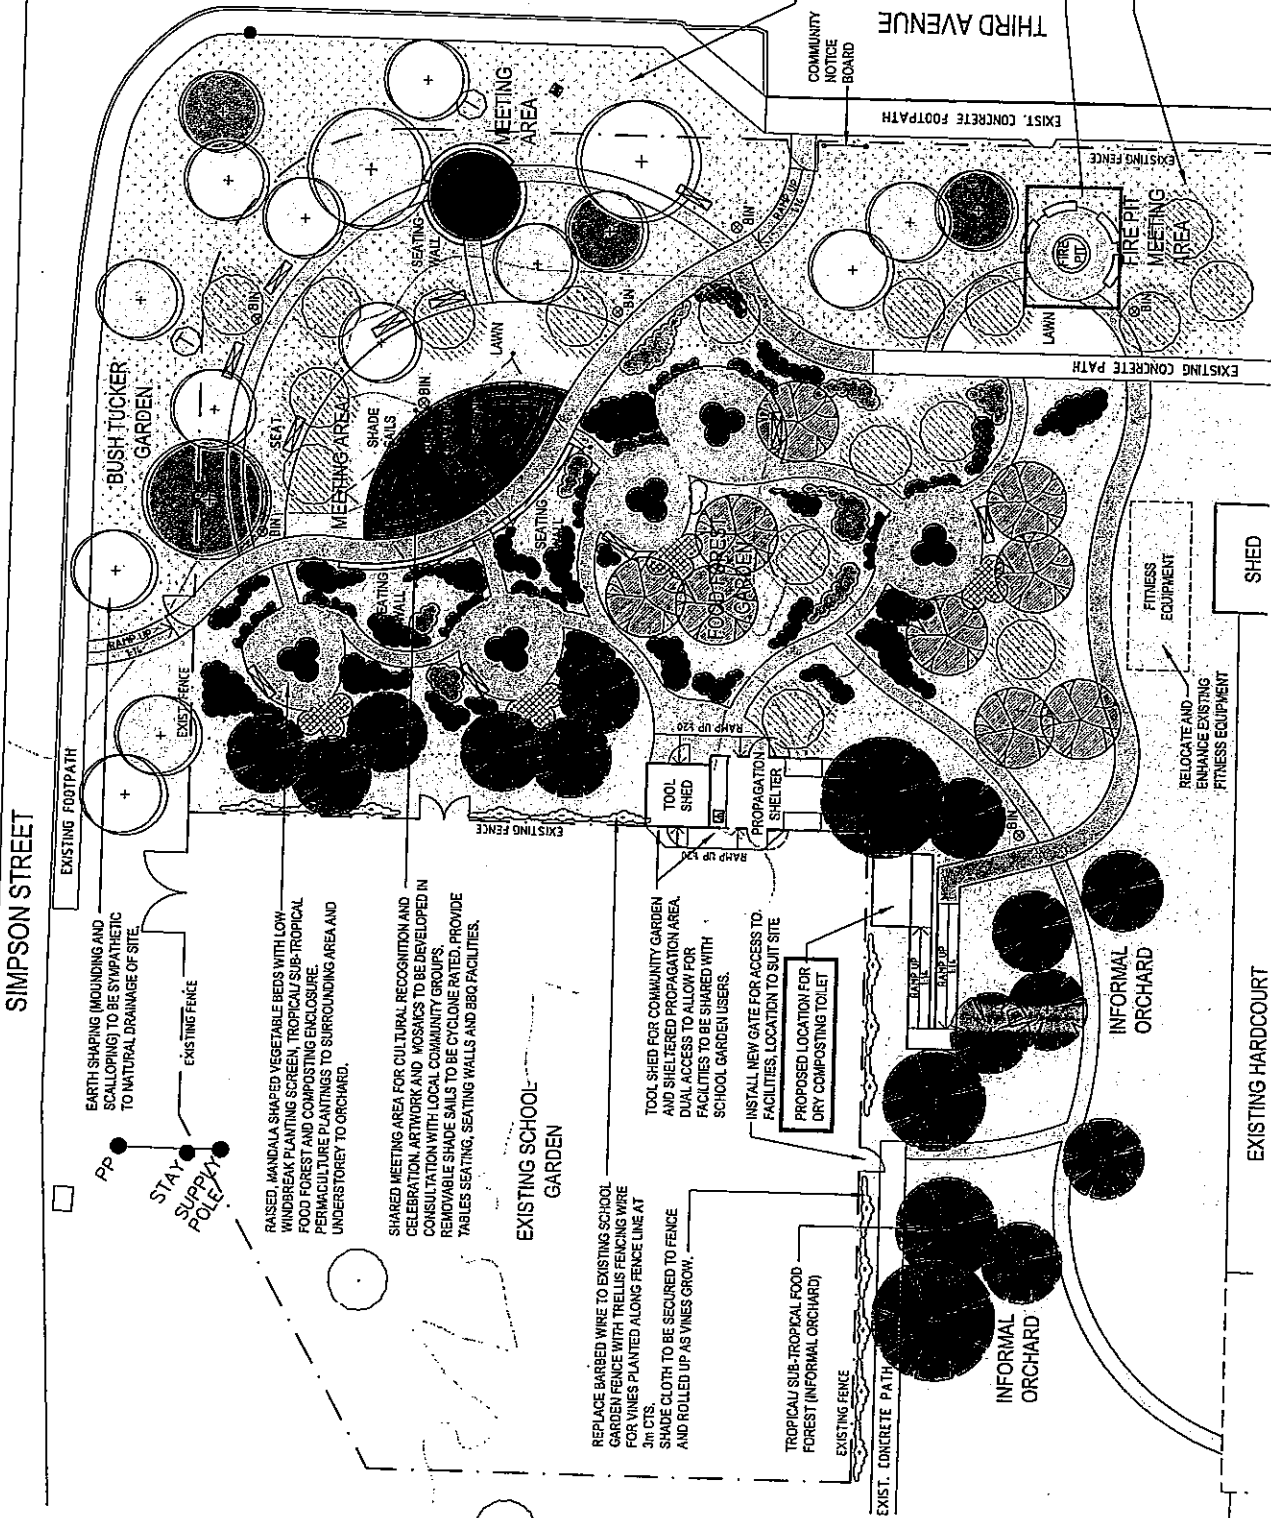 SIMPSON STREET
EXISTING FOOTPATH
EARTH SHAPING (MOUNDING AND
SCALLOPING) TO BE SYMPATHETIC
TO NATURAL DRAINAGE OF SITE.
EXISTING FENCE
PP
STAY
SUPPLY
POLE
RAISED, MANDALA SHAPED VEGETABLE BEDS WITH LOW
WINDBREAK PLANTING SCREEN, TROPICAL/ SUB-TROPICAL
FOOD FOREST AND COMPOSTING ENCLOSURE.
PERMACULTURE PLANTINGS TO SURROUNDING AREA AND
UNDERSTOREY TO ORCHARD.
SHARED MEETING AREA FOR CULTURAL RECOGNITION AND
CELEBRATION. ARTWORK AND MOSAICS TO BE DEVELOPED IN
CONSULTATION WITH LOCAL COMMUNITY GROUPS.
REMOVABLE SHADE SAILS TO BE CYCLONE RATED. PROVIDE
TABLES SEATING, SEATING WALLS AND BBQ FACILITIES.
EXISTING SCHOOL
GARDEN
REPLACE BARBED WIRE TO EXISTING SCHOOL
GARDEN FENCE WITH TRELLIS FENCING WIRE
FOR VINES PLANTED ALONG FENCE LINE AT
3m CTS.
SHADE CLOTH TO BE SECURED TO FENCE
AND ROLLED UP AS VINES GROW.
TOOL SHED FOR COMMUNITY GARDEN
AND SHELTERED PROPAGATION AREA.
DUAL ACCESS TO ALLOW FOR
FACILITIES TO BE SHARED WITH
SCHOOL GARDEN USERS.
INSTALL NEW GATE FOR ACCESS TO
FACILITIES, LOCATION TO SUIT SITE
PROPOSED LOCATION FOR
DRY COMPOSTING TOILET
TROPICAL/ SUB-TROPICAL FOOD
FOREST (INFORMAL ORCHARD)
EXISTING FENCE
EXIST. CONCRETE PATH
INFORMAL
ORCHARD
INFORMAL
ORCHARD
EXISTING HARDCOURT
RAMP UP
1:14
RAMP UP
1:14
BIN
RELOCATE AND
ENHANCE EXISTING
FITNESS EQUIPMENT
FITNESS
EQUIPMENT
SHED
TOOL
SHED
PROPAGATION
SHELTER
RAMP UP 1:20
RAMP UP 1:20
EXISTING FENCE
EXIST FENCE
RAMP UP
1:14
BUSH TUCKER
GARDEN
SEAT
BIN
MEETING AREA
SHADE
SAILS
BIN
BIN
SEATING
WALL
SEATING
WALL
FOOD FOREST
GARDEN
LAWN
BIN
SEATING
WALL
MEETING
AREA
BIN
RAMP UP
1:14
COMMUNITY
NOTICE
BOARD
THIRD AVENUE
EXIST. CONCRETE FOOTPATH
EXISTING FENCE
FIRE
PIT
FIRE PIT
MEETING
AREA
BIN
LAWN
EXISTING CONCRETE PATH